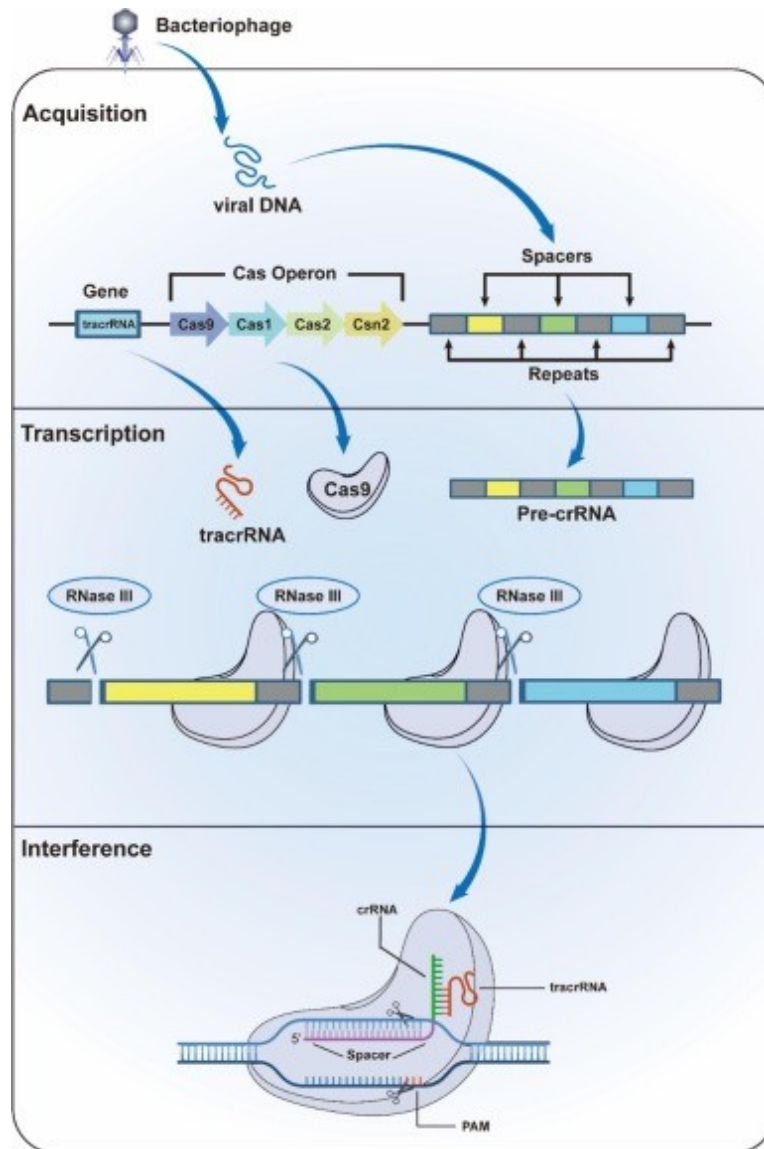 Bacteriophage
Acquisition
viral DNA
Spacers
Cas Operon
Gene
tracrRNA
Cas9
Cas1
Cas2
Csn2
Repeats
Transcription
Cas9
tracrRNA
Pre-crRNA
RNase III
RNase III
RNase III
Interference
crRNA
tracrRNA
5'
Spacer
PAM